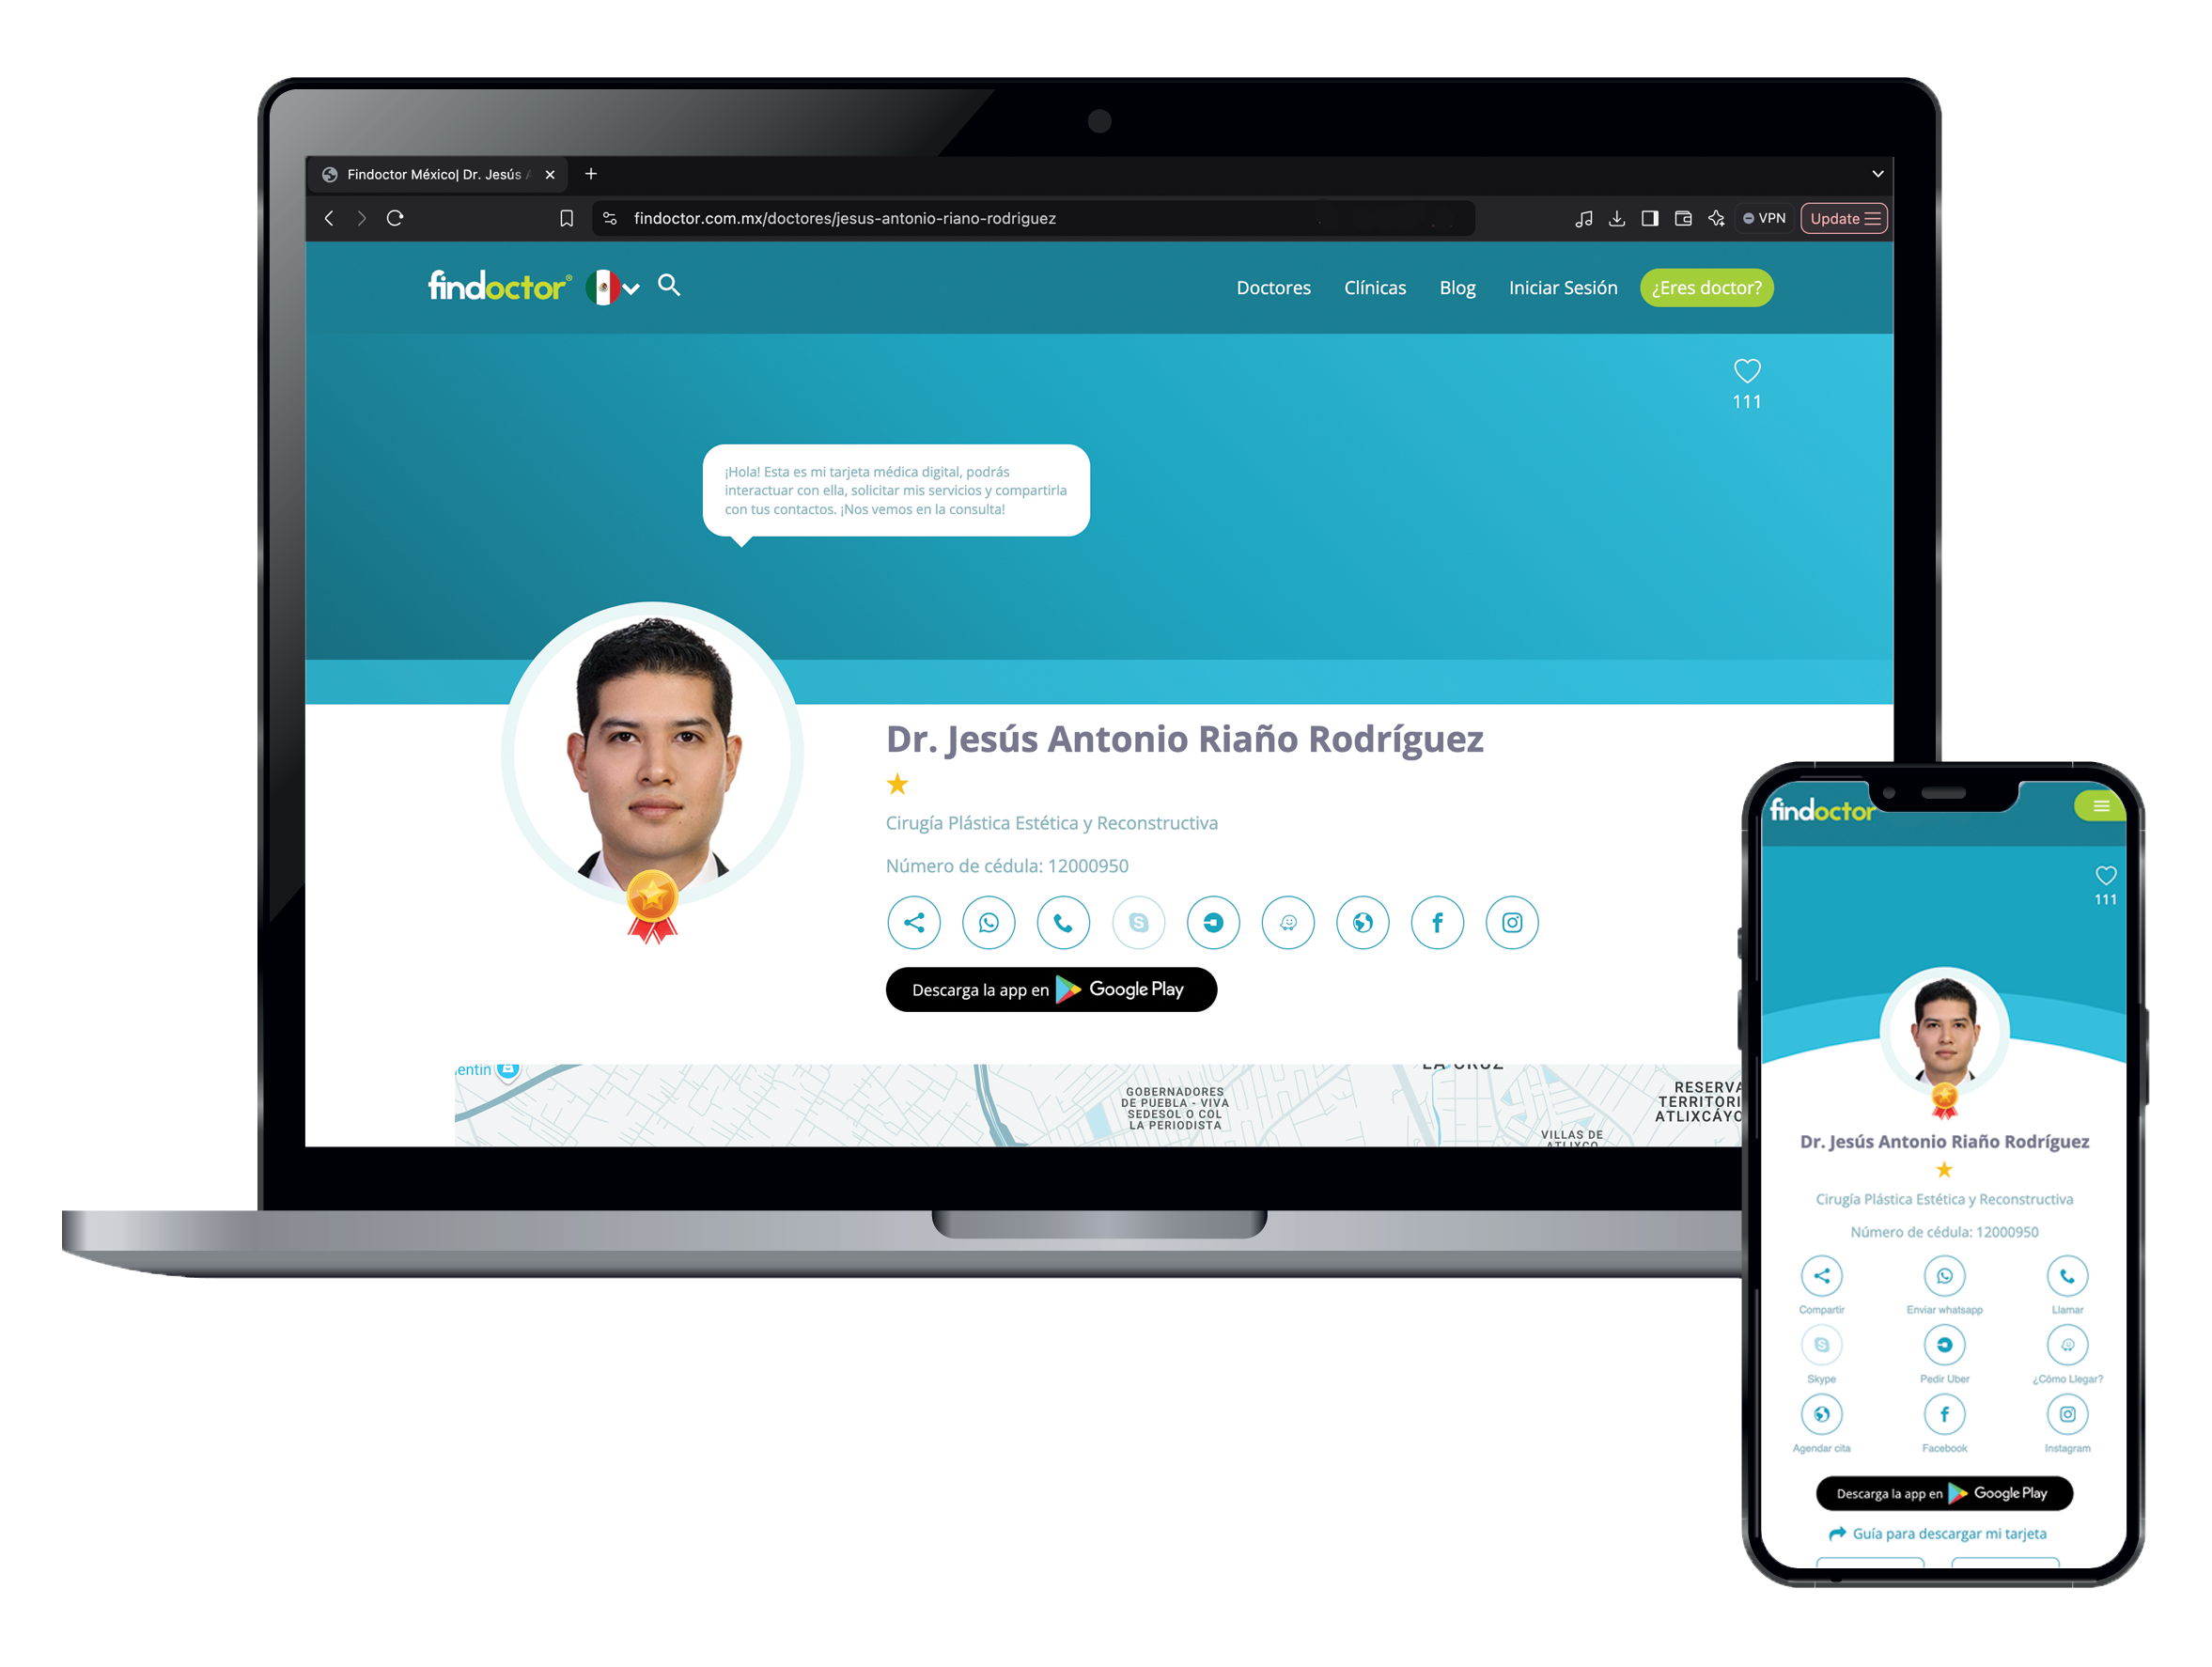 Findoctor México| Dr. Jesús
findoctor.com.mx/doctores/jesus-antonio-riano-rodriguez
VPN
Update
findoctor®
Doctores
Clínicas
Blog
Iniciar Sesión
¿Eres doctor?
111
¡Hola! Esta es mi tarjeta médica digital, podrás
interactuar con ella, solicitar mis servicios y compartirla
con tus contactos. ¡Nos vemos en la consulta!
Dr. Jesús Antonio Riaño Rodríguez
Cirugía Plástica Estética y Reconstructiva
Número de cédula: 12000950
Descarga la app en Google Play
entin
GOBERNADORES
DE PUEBLA - VIVA
SEDESOL O COL
LA PERIODISTA
LA CRUZ
VILLAS DE
ATLIXCO
RESERVA
TERRITORI
ATLIXCÁYO
findoctor
111
Dr. Jesús Antonio Riaño Rodríguez
Cirugía Plástica Estética y Reconstructiva
Número de cédula: 12000950
Compartir
Enviar whatsapp
Llamar
Skype
Pedir Uber
¿Cómo Llegar?
Agendar cita
Facebook
Instagram
Descarga la app en Google Play
Guía para descargar mi tarjeta